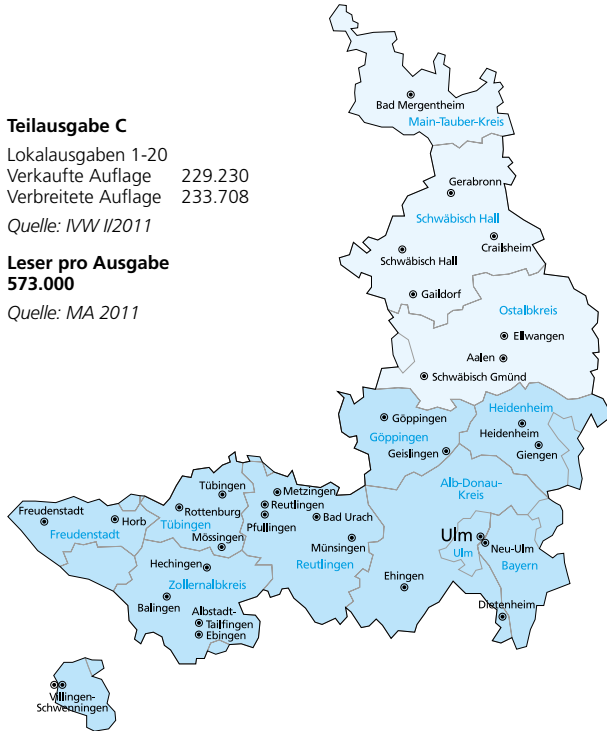 Teilausgabe C
Lokalausgaben 1-20
Verkaufte Auflage 229.230
Verbreitete Auflage 233.708
Quelle: IVW II/2011
Leser pro Ausgabe
573.000
Quelle: MA 2011
Bad Mergentheim
Main-Tauber-Kreis
Gerabronn
Schwäbisch Hall
Crailsheim
Schwäbisch Hall
Gaildorf
Ostalbkreis
Ellwangen
Aalen
Schwäbisch Gmünd
Göppingen
Göppingen
Geislingen
Heidenheim
Heidenheim
Giengen
Alb-Donau-
Kreis
Ulm
Ulm
Neu-Ulm
Bayern
Ehingen
Dietenheim
Metzingen
Reutlingen
Pfullingen
Bad Urach
Münsingen
Reutlingen
Tübingen
Rottenburg
Tübingen
Mössingen
Freudenstadt
Horb
Freudenstadt
Hechingen
Zollernalbkreis
Balingen
Albstadt-
Tailfingen
Ebingen
Villingen-
Schwenningen